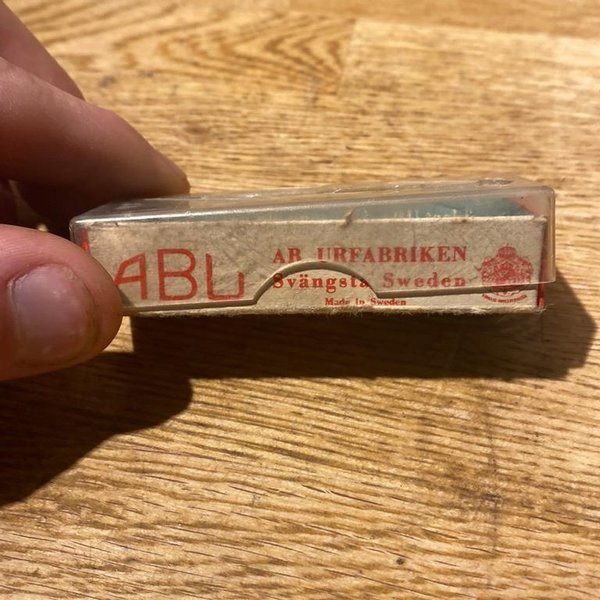 ABU
AB URFABRIKEN
Svängsta Sweden
Made in Sweden